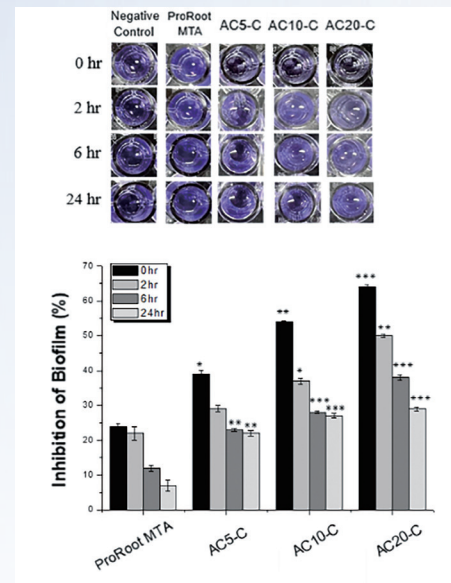 Negative Control
ProRoot MTA
AC5-C
AC10-C
AC20-C
0 hr
2 hr
6 hr
24 hr
70
60
50
40
30
20
10
0
Inhibition of Biofilm (%)
0hr
2hr
6hr
24hr
*
** **
**
*
*** ***
***
**
***
***
ProRoot MTA
AC5-C
AC10-C
AC20-C